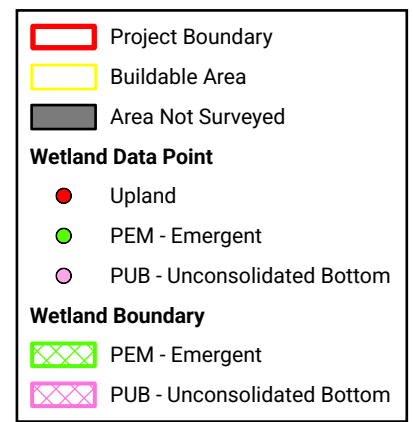 Project Boundary
Buildable Area
Area Not Surveyed
Wetland Data Point
Upland
PEM - Emergent
PUB - Unconsolidated Bottom
Wetland Boundary
PEM - Emergent
PUB - Unconsolidated Bottom